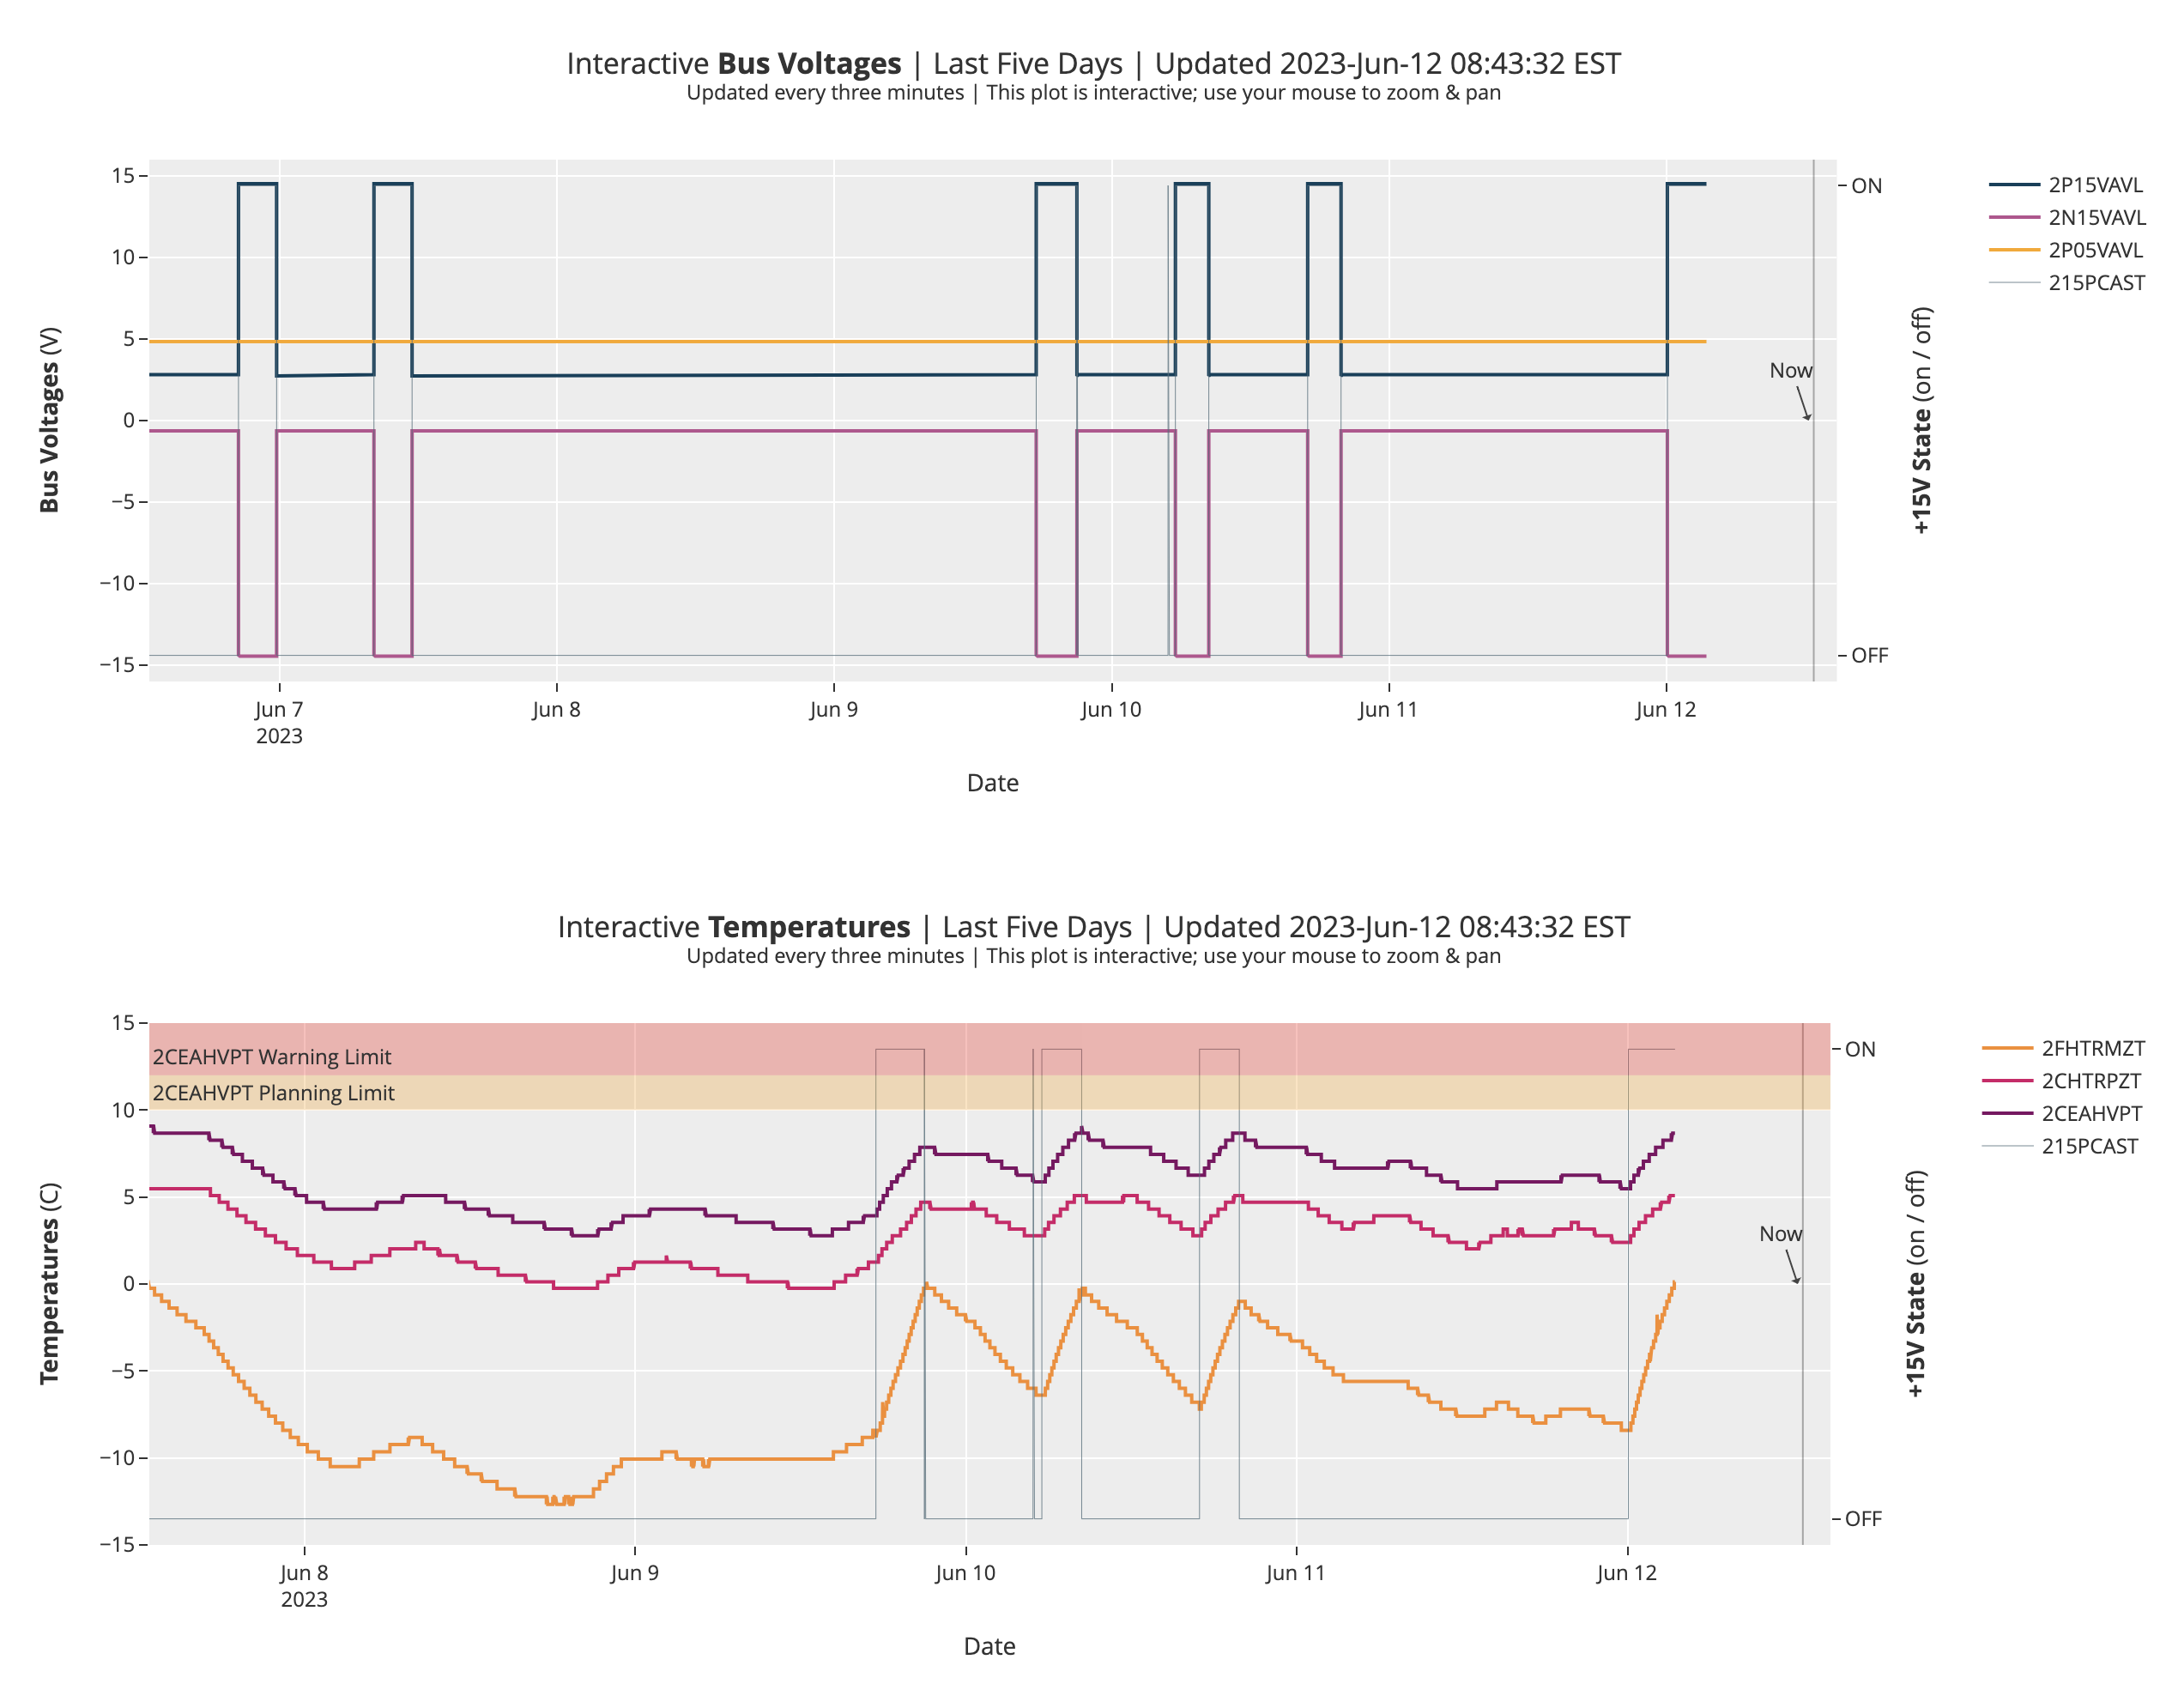 Interactive Bus Voltages | Last Five Days | Updated 2023-Jun-12 08:43:32 EST
Updated every three minutes | This plot is interactive; use your mouse to zoom & pan
15
10
5
0
−5
−10
−15
Bus Voltages (V)
ON
OFF
+15V State (on / off)
Now
2P15VAVL
2N15VAVL
2P05VAVL
215PCAST
Jun 7
2023
Jun 8
Jun 9
Jun 10
Jun 11
Jun 12
Date
Interactive Temperatures | Last Five Days | Updated 2023-Jun-12 08:43:32 EST
Updated every three minutes | This plot is interactive; use your mouse to zoom & pan
15
10
5
0
−5
−10
−15
Temperatures (C)
2CEAHVPT Warning Limit
2CEAHVPT Planning Limit
ON
OFF
+15V State (on / off)
Now
2FHTRMZT
2CHTRPZT
2CEAHVPT
215PCAST
Jun 8
2023
Jun 9
Jun 10
Jun 11
Jun 12
Date